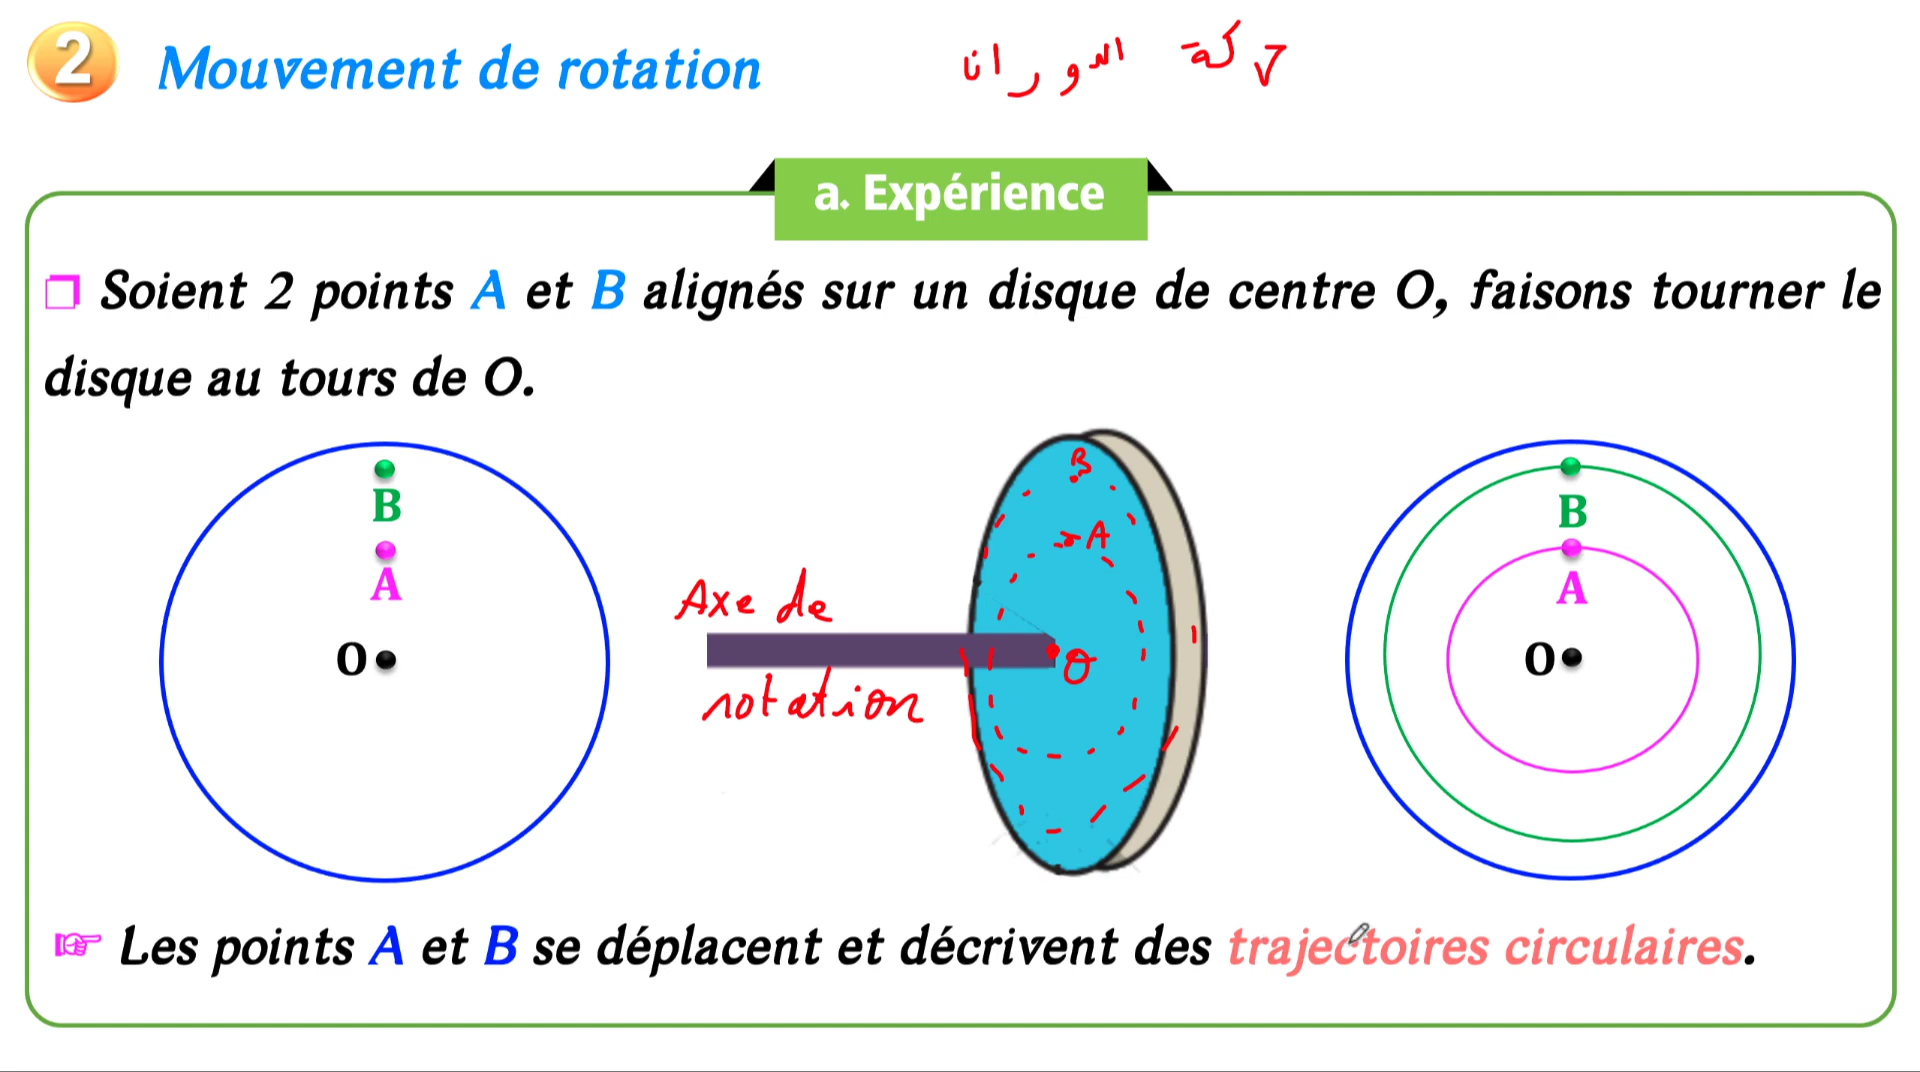 2 Mouvement de rotation حركة الدوران
a. Expérience
❐ Soient 2 points A et B alignés sur un disque de centre O, faisons tourner le
disque au tours de O.
B
A
O
Axe de
rotation
B
A
O
B
A
O
☞ Les points A et B se déplacent et décrivent des trajectoires circulaires.